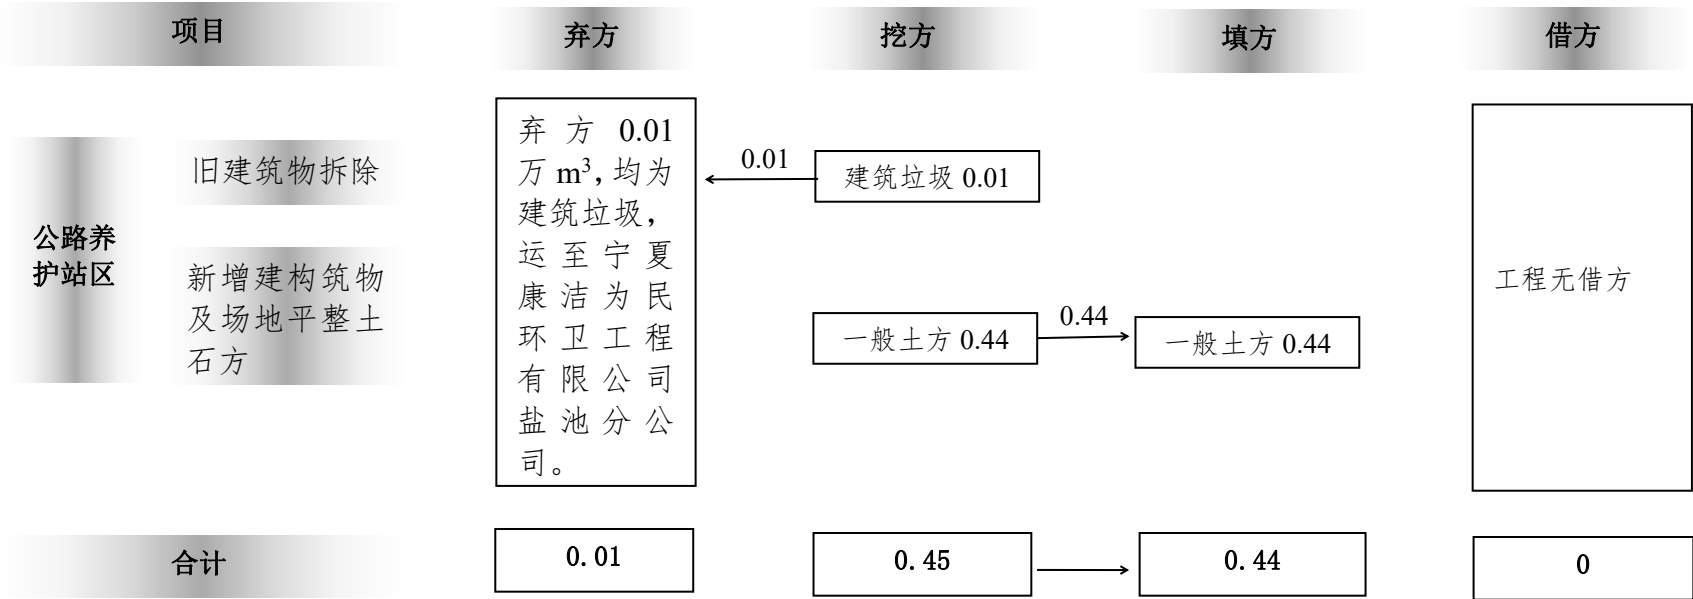 项目
弃方
挖方
填方
借方
公路养
护站区
旧建筑物拆除
新增建构筑物
及场地平整土
石方
弃方 0.01
万 m³，均为
建筑垃圾，
运至宁夏
康洁为民
环卫工程
有限公司
盐池分公
司。
0.01
建筑垃圾 0.01
一般土方 0.44
0.44
一般土方 0.44
工程无借方
合计
0.01
0.45
0.44
0